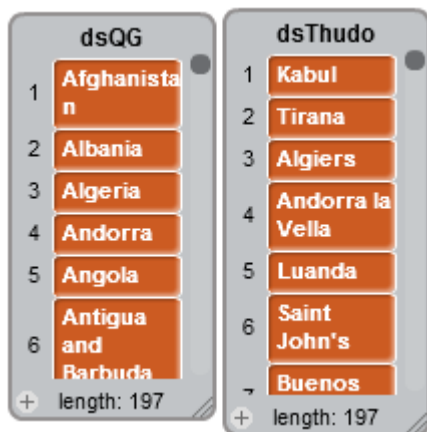 dsQG
1 Afghanista
n
2 Albania
3 Algeria
4 Andorra
5 Angola
6 Antigua
and
Barbuda
+ length: 197
dsThudo
1 Kabul
2 Tirana
3 Algiers
4 Andorra la
Vella
5 Luanda
6 Saint
John's
Buenos
+ length: 197